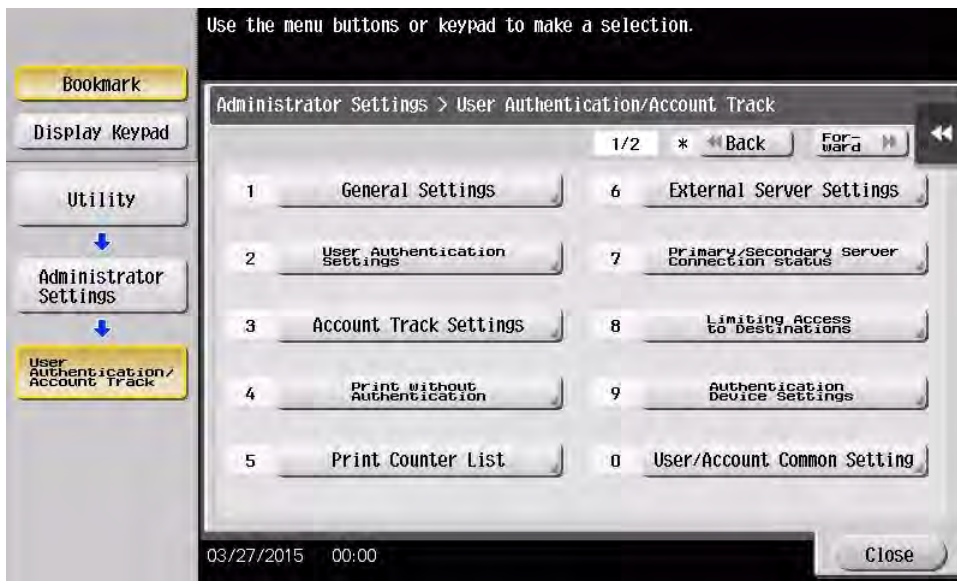 Use the menu buttons or keypad to make a selection.
Bookmark
Display Keypad
Utility
Administrator
Settings
User
Authentication/
Account Track
Administrator Settings > User Authentication/Account Track
1/2 * Back For-
ward
1 General Settings
2 User Authentication
Settings
3 Account Track Settings
4 Print without
Authentication
5 Print Counter List
6 External Server Settings
7 Primary/Secondary Server
Connection status
8 Limiting Access
to Destinations
9 Authentication
Device Settings
0 User/Account Common Setting
03/27/2015 00:00
Close